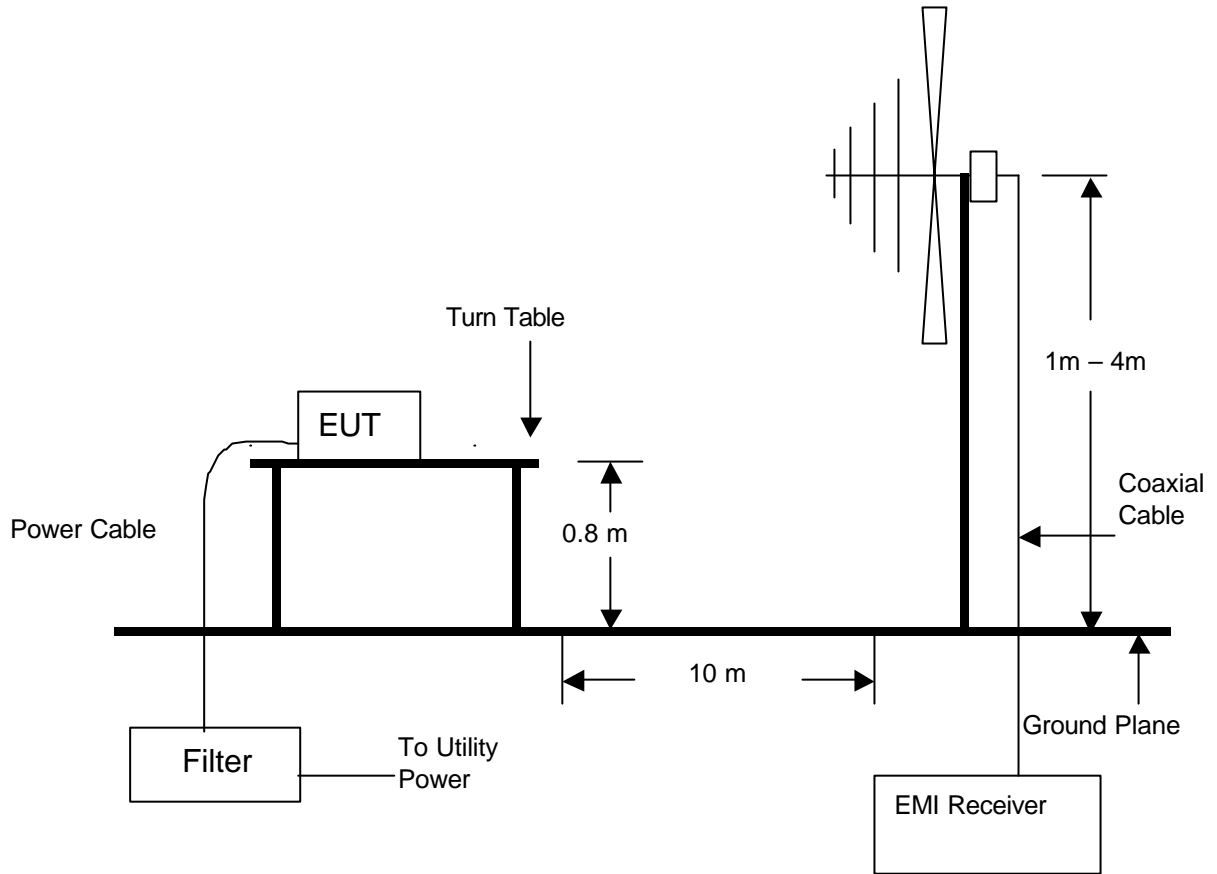 Turn Table
1m – 4m
EUT
Coaxial
Cable
Power Cable
0.8 m
10 m
Ground Plane
To Utility
Power
Filter
EMI Receiver